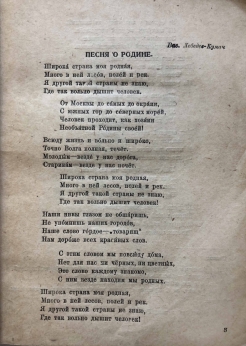 Вас. Лебедев-Кумач
ПЕСНЯ О РОДИНЕ.
Широка страна моя родная,
Много в ней лесов, полей и рек.
Я другой такой страны не знаю,
Где так вольно дышит человек.
От Москвы до самых до окраин,
С южных гор до северных морей,
Человек проходит, как хозяин
Необъятной Родины своей!
Всюду жизнь и вольно и широко,
Точно Волга полная, течёт.
Молодым—везде у нас дорога,
Старикам—везде у нас почёт.
Широка страна моя родная,
Много в ней лесов, полей и рек.
Я другой такой страны не знаю,
Где так вольно дышит человек.
Наши нивы глазом не обшаришь,
Не упомнишь наших городов,
Наше слово гордое—„товарищ"
Нам дороже всех красивых слов.
С этим словом мы повсюду дома,
Нет для нас ни чёрных, ни цветных,
Это слово каждому знакомо,
С ним везде находим мы родных.
Широка страна моя родная,
Много в ней лесов, полей и рек.
Я другой такой страны не знаю,
Где так вольно дышит человек!